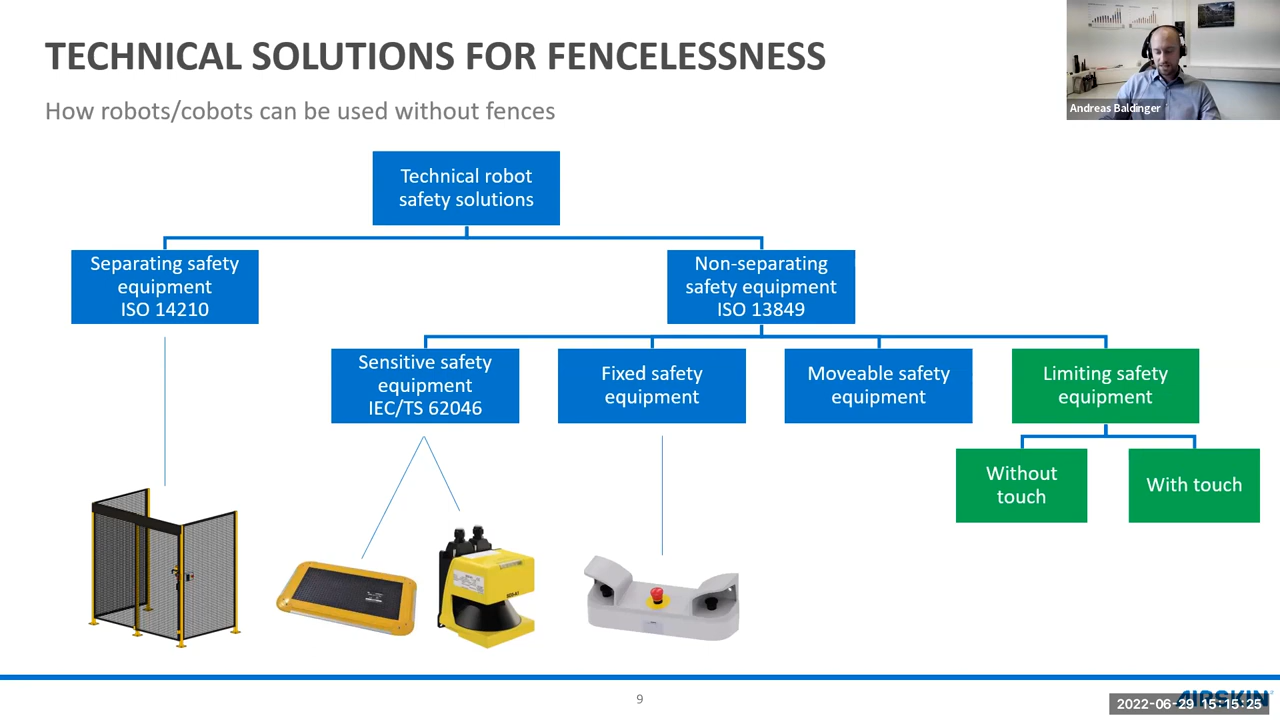 TECHNICAL SOLUTIONS FOR FENCELESSNESS
How robots/cobots can be used without fences
Andreas Baldinger
Technical robot
safety solutions
Separating safety
equipment
ISO 14210
Non-separating
safety equipment
ISO 13849
Sensitive safety
equipment
IEC/TS 62046
Fixed safety
equipment
Moveable safety
equipment
Limiting safety
equipment
Without
touch
With touch
9
AIRSKIN
2022-06-29 15:15:25